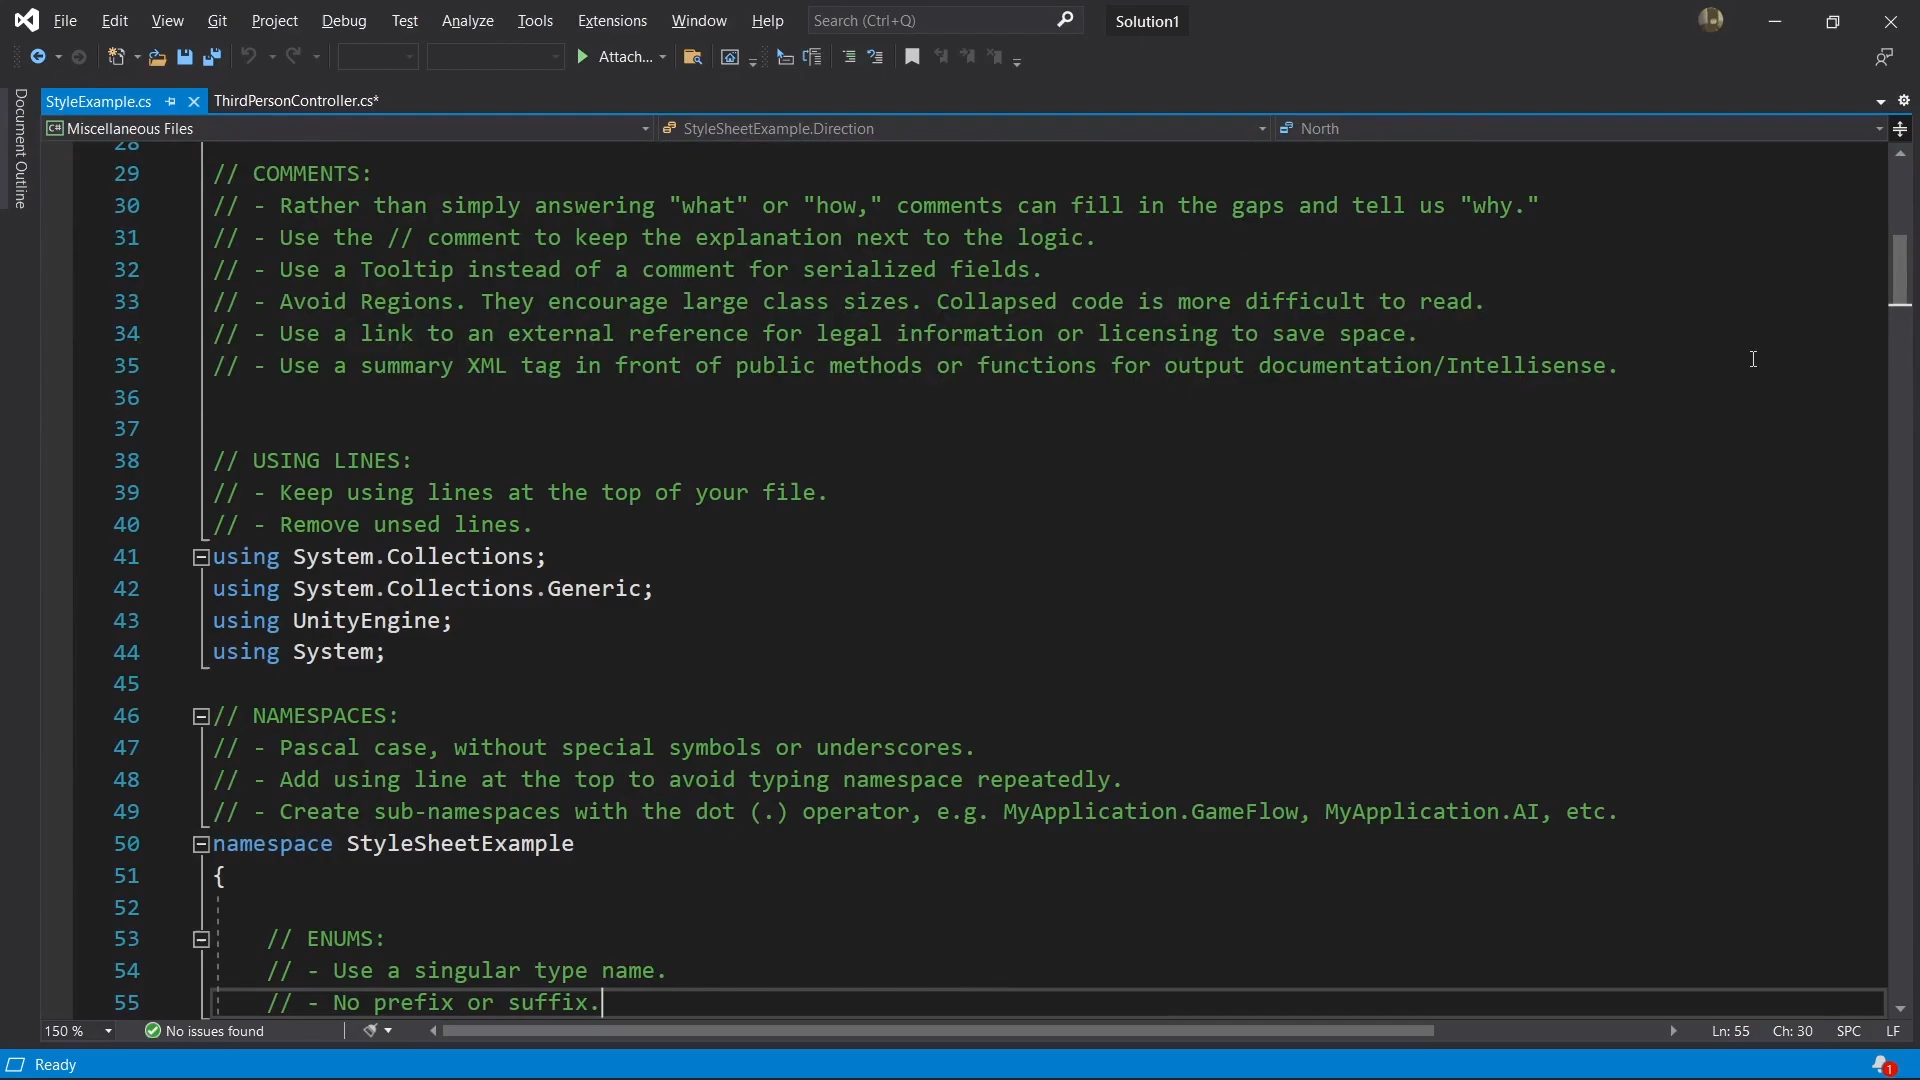 File Edit View Git Project Debug Test Analyze Tools Extensions Window Help Search (Ctrl+Q) Solution1
Attach...
Document Outline
StyleExample.cs ThirdPersonController.cs*
C# Miscellaneous Files StyleSheetExample.Direction North
28
29 // COMMENTS:
30 // - Rather than simply answering "what" or "how," comments can fill in the gaps and tell us "why."
31 // - Use the // comment to keep the explanation next to the logic.
32 // - Use a Tooltip instead of a comment for serialized fields.
33 // - Avoid Regions. They encourage large class sizes. Collapsed code is more difficult to read.
34 // - Use a link to an external reference for legal information or licensing to save space.
35 // - Use a summary XML tag in front of public methods or functions for output documentation/Intellisense.
36
37
38 // USING LINES:
39 // - Keep using lines at the top of your file.
40 // - Remove unsed lines.
41 using System.Collections;
42 using System.Collections.Generic;
43 using UnityEngine;
44 using System;
45
46 // NAMESPACES:
47 // - Pascal case, without special symbols or underscores.
48 // - Add using line at the top to avoid typing namespace repeatedly.
49 // - Create sub-namespaces with the dot (.) operator, e.g. MyApplication.GameFlow, MyApplication.AI, etc.
50 namespace StyleSheetExample
51 {
52
53 // ENUMS:
54 // - Use a singular type name.
55 // - No prefix or suffix.
150 % No issues found Ln: 55 Ch: 30 SPC LF
Ready 1